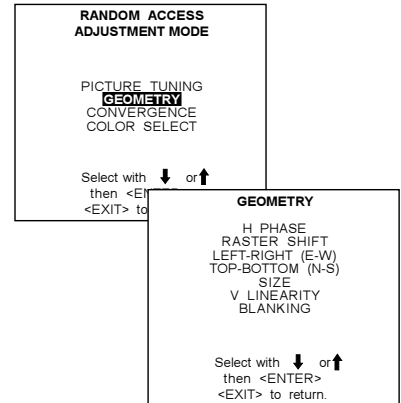 RANDOM ACCESS
ADJUSTMENT MODE
PICTURE TUNING
GEOMETRY
CONVERGENCE
COLOR SELECT
Select with ⬇ or ⬆
then
<EXIT> to
GEOMETRY
H PHASE
RASTER SHIFT
LEFT-RIGHT (E-W)
TOP-BOTTOM (N-S)
SIZE
V LINEARITY
BLANKING
Select with ⬇ or ⬆
then <ENTER>
<EXIT> to return.